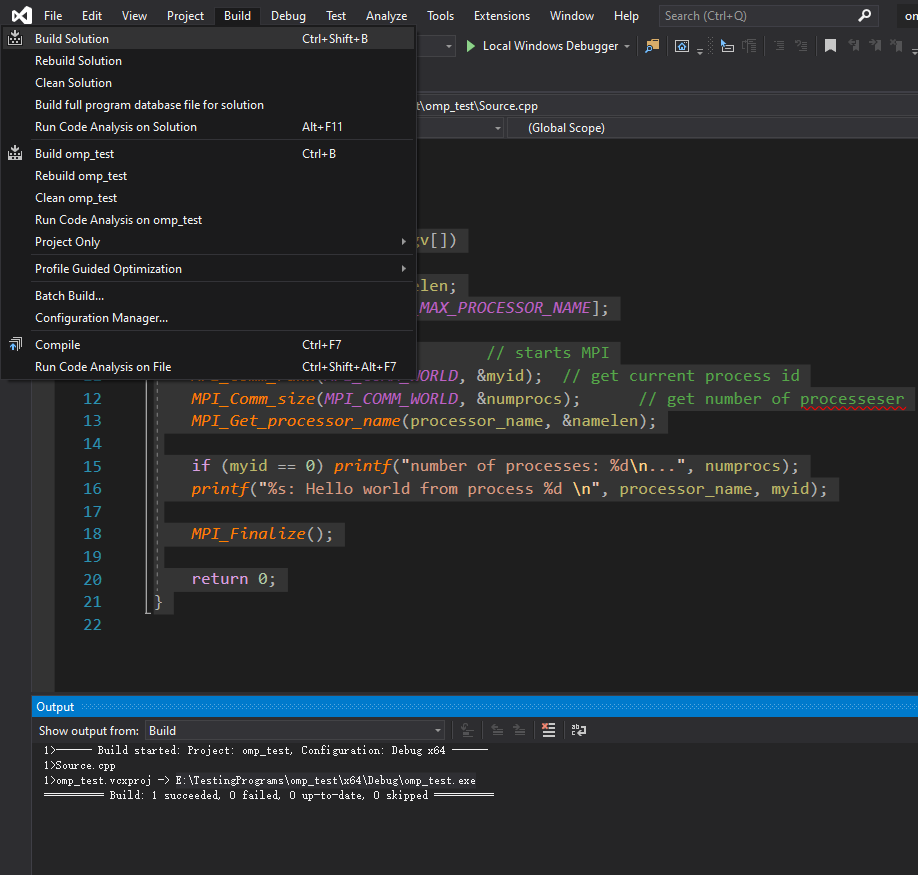 File Edit View Project Build Debug Test Analyze Tools Extensions Window Help Search (Ctrl+Q) on
Build Solution Ctrl+Shift+B
Local Windows Debugger
Rebuild Solution
Clean Solution
Build full program database file for solution
t\omp_test\Source.cpp
Run Code Analysis on Solution Alt+F11
(Global Scope)
Build omp_test Ctrl+B
Rebuild omp_test
Clean omp_test
Run Code Analysis on omp_test
Project Only
v[])
Profile Guided Optimization
len;
Batch Build...
_MAX_PROCESSOR_NAME];
Configuration Manager...
Compile Ctrl+F7
// starts MPI
Run Code Analysis on File Ctrl+Shift+Alt+F7
WORLD, &myid); // get current process id
12 MPI_Comm_size(MPI_COMM_WORLD, &numprocs); // get number of processeser
13 MPI_Get_processor_name(processor_name, &namelen);
14
15 if (myid == 0) printf("number of processes: %d\n...", numprocs);
16 printf("%s: Hello world from process %d \n", processor_name, myid);
17
18 MPI_Finalize();
19
20 return 0;
21 }
22
Output
Show output from: Build
1>------ Build started: Project: omp_test, Configuration: Debug x64 ------
1>Source.cpp
1>omp_test.vcxproj -> E:\TestingPrograms\omp_test\x64\Debug\omp_test.exe
========== Build: 1 succeeded, 0 failed, 0 up-to-date, 0 skipped ==========